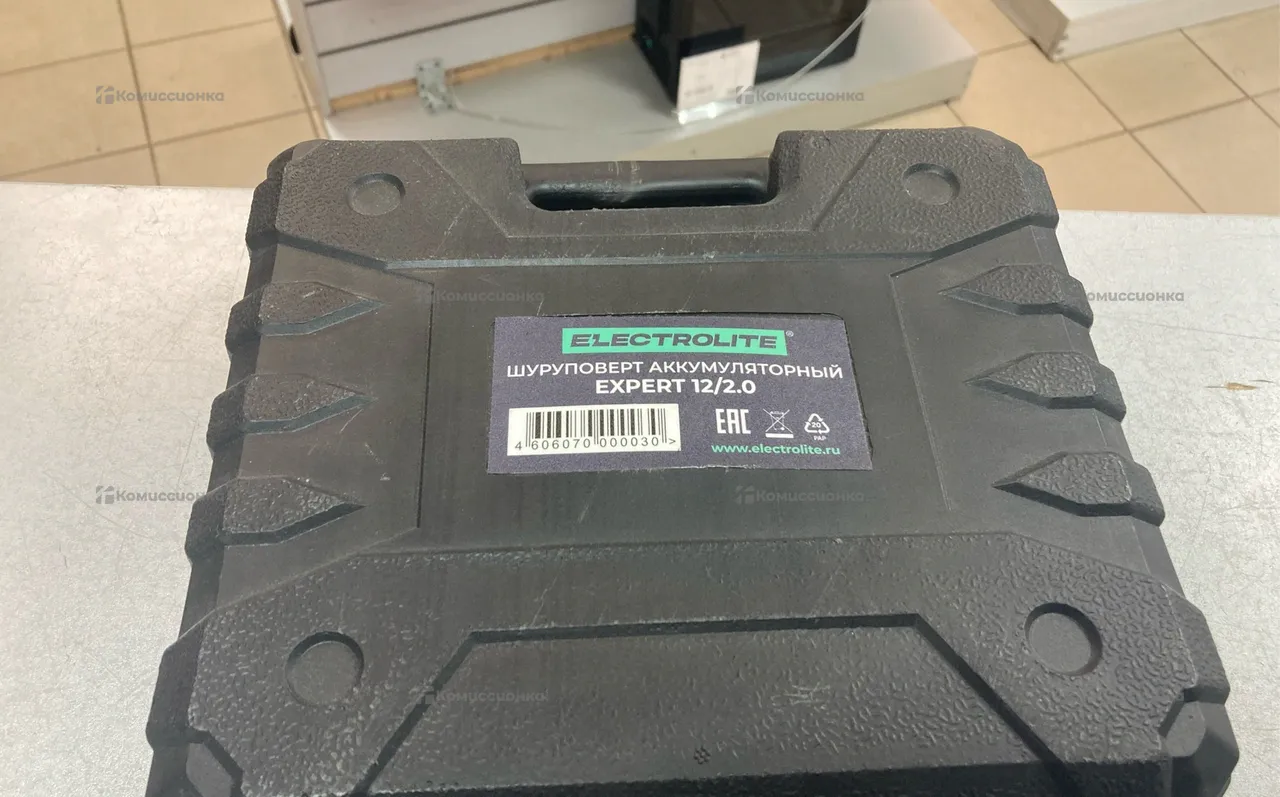 Комиссионка
Комиссионка
Комиссионка
омиссионка
ELECTROLITE®
ШУРУПОВЕРТ АККУМУЛЯТОРНЫЙ
EXPERT 12/2.0
EAC
20
PAP
4 606070 000030 >
www.electrolite.ru
Комиссионка
Комиссионка
Комиссионка